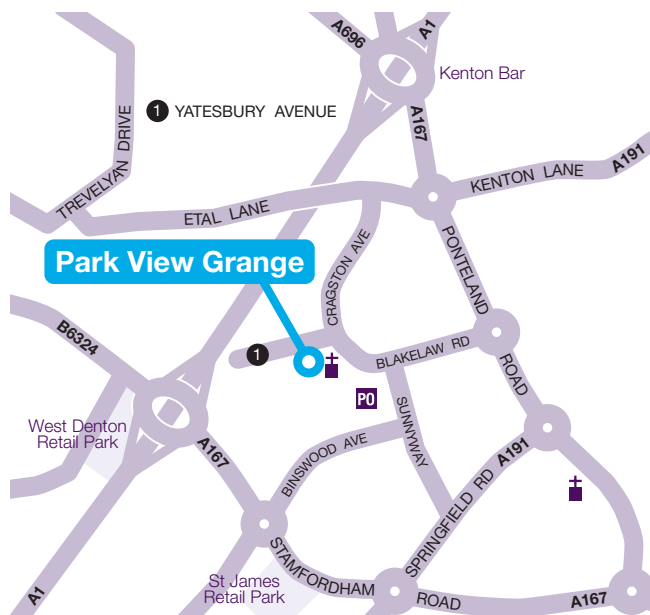 A696
A1
Kenton Bar
1 YATESBURY AVENUE
A167
TREVELYAN DRIVE
A191
KENTON LANE
ETAL LANE
PONTELAND
ROAD
Park View Grange
CRAGSTON AVE
B6324
1
BLAKELAW RD
PO
SUNNYWAY
West Denton
Retail Park
A167
BINSWOOD AVE
SPRINGFIELD RD A191
STAMFORDHAM
ROAD
St James
Retail Park
A1
A167